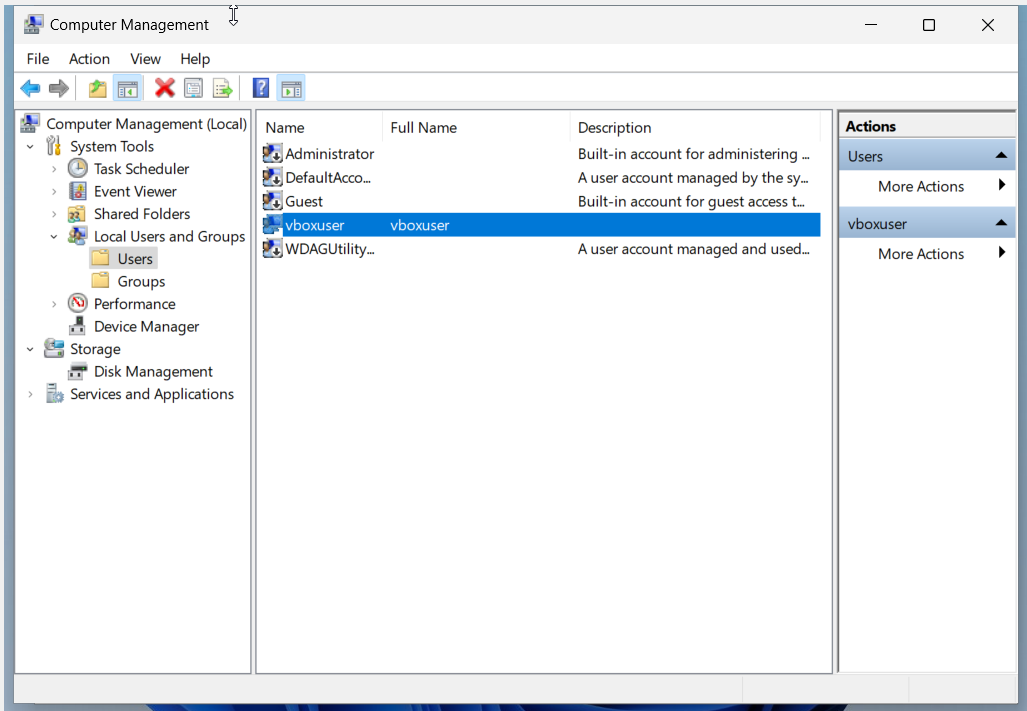 Computer Management
File Action View Help
Computer Management (Local)
System Tools
Task Scheduler
Event Viewer
Shared Folders
Local Users and Groups
Users
Groups
Performance
Device Manager
Storage
Disk Management
Services and Applications
Name Full Name Description
Administrator Built-in account for administering ...
DefaultAcco... A user account managed by the sy...
Guest Built-in account for guest access t...
vboxuser vboxuser
WDAGUtility... A user account managed and used...
Actions
Users
More Actions
vboxuser
More Actions